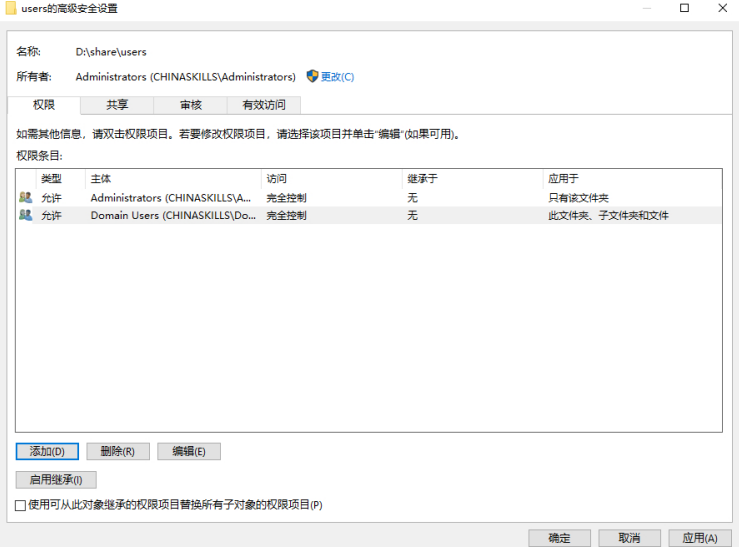 users的高级安全设置
名称: D:\share\users
所有者: Administrators (CHINASKILLS\Administrators) 更改(C)
权限 共享 审核 有效访问
如需其他信息，请双击权限项目。若要修改权限项目，请选择该项目并单击"编辑"(如果可用)。
权限条目:
类型 主体 访问 继承于 应用于
允许 Administrators (CHINASKILLS\A... 完全控制 无 只有该文件夹
允许 Domain Users (CHINASKILLS\Do... 完全控制 无 此文件夹、子文件夹和文件
添加(D) 删除(R) 编辑(E)
启用继承(I)
使用可从此对象继承的权限项目替换所有子对象的权限项目(P)
确定 取消 应用(A)